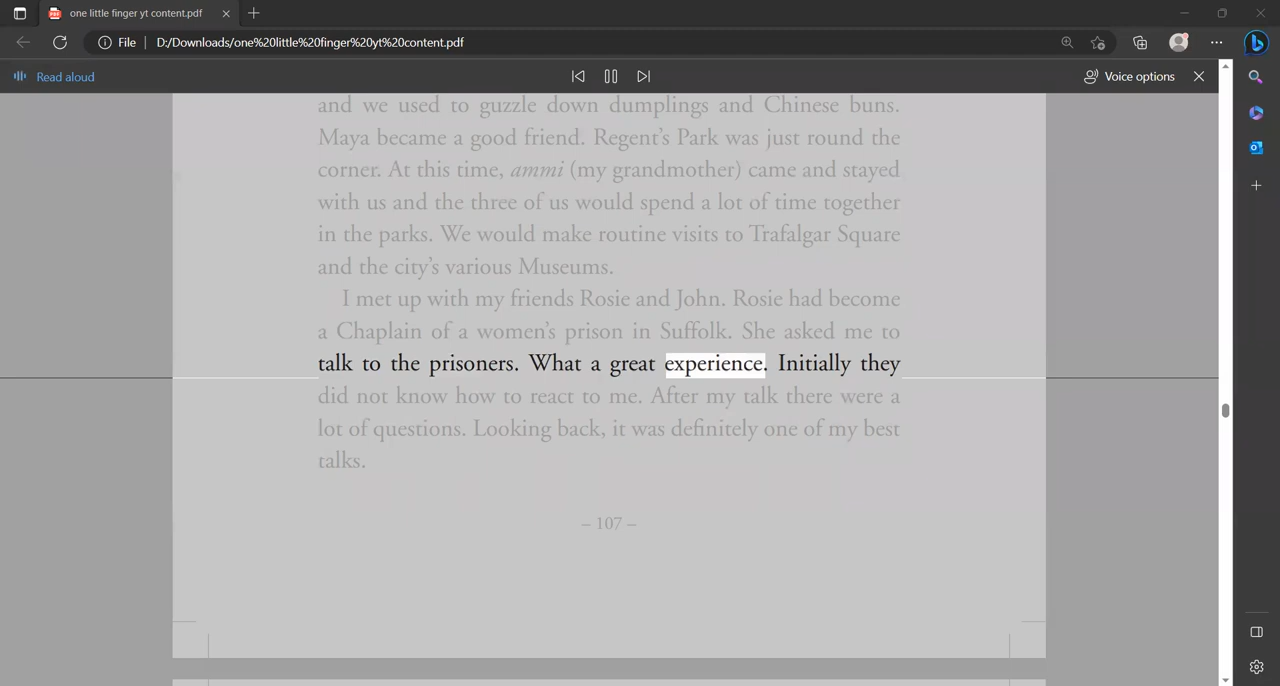 one little finger yt content.pdf
File
D:/Downloads/one%20little%20finger%20yt%20content.pdf
Read aloud
Voice options
and we used to guzzle down dumplings and Chinese buns.
Maya became a good friend. Regent's Park was just round the
corner. At this time, ammi (my grandmother) came and stayed
with us and the three of us would spend a lot of time together
in the parks. We would make routine visits to Trafalgar Square
and the city's various Museums.
I met up with my friends Rosie and John. Rosie had become
a Chaplain of a women's prison in Suffolk. She asked me to
talk to the prisoners. What a great experience. Initially they
did not know how to react to me. After my talk there were a
lot of questions. Looking back, it was definitely one of my best
talks.
– 107 –